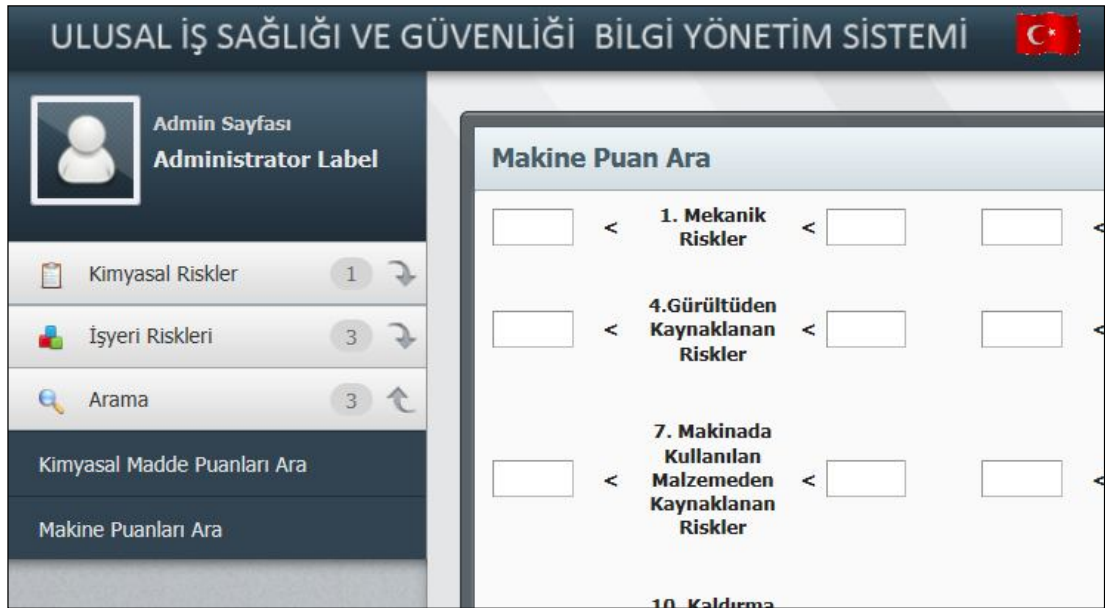 ULUSAL İŞ SAĞLIĞI VE GÜVENLİĞİ BİLGİ YÖNETİM SİSTEMİ
Admin Sayfası
Administrator Label
Kimyasal Riskler 1
İşyeri Riskleri 3
Arama 3
Kimyasal Madde Puanları Ara
Makine Puanları Ara
Makine Puan Ara
< 1. Mekanik < <
Riskler
4.Gürültüden
< Kaynaklanan < <
Riskler
7. Makinada
Kullanılan
< Malzemeden < <
Kaynaklanan
Riskler
10. Kaldırma